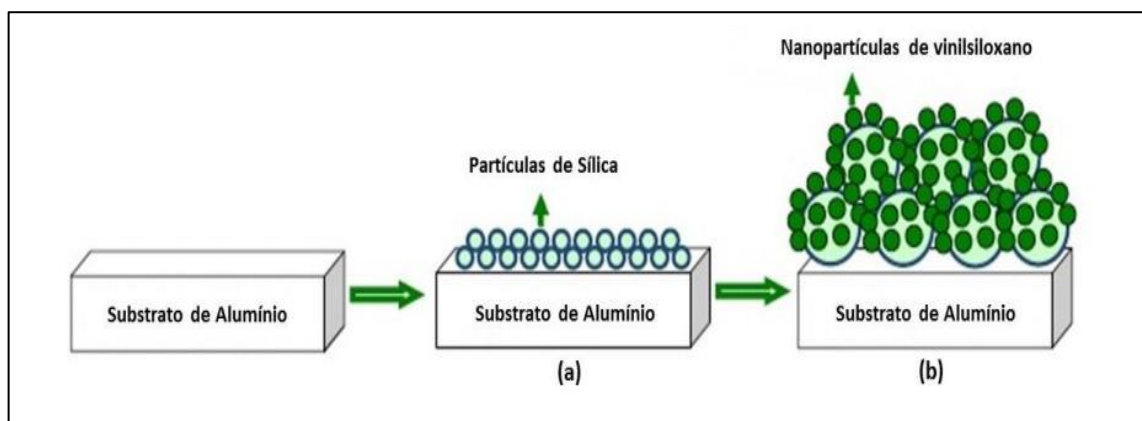 Nanopartículas de vinilsiloxano
Partículas de Sílica
Substrato de Alumínio
Substrato de Alumínio
Substrato de Alumínio
(a)
(b)